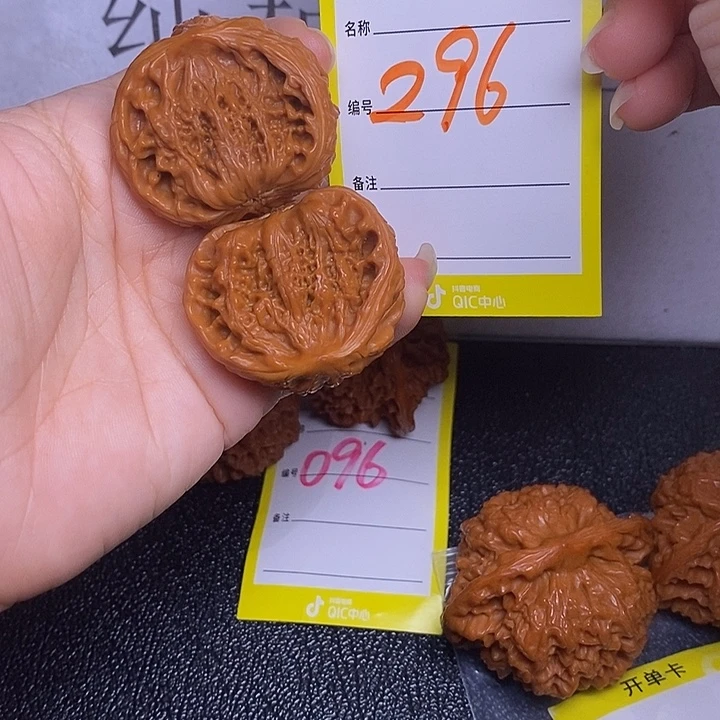 名称
编号 296
备注
抖音电商
QIC中心
编号 096
备注
抖音电商
QIC中心
开单卡